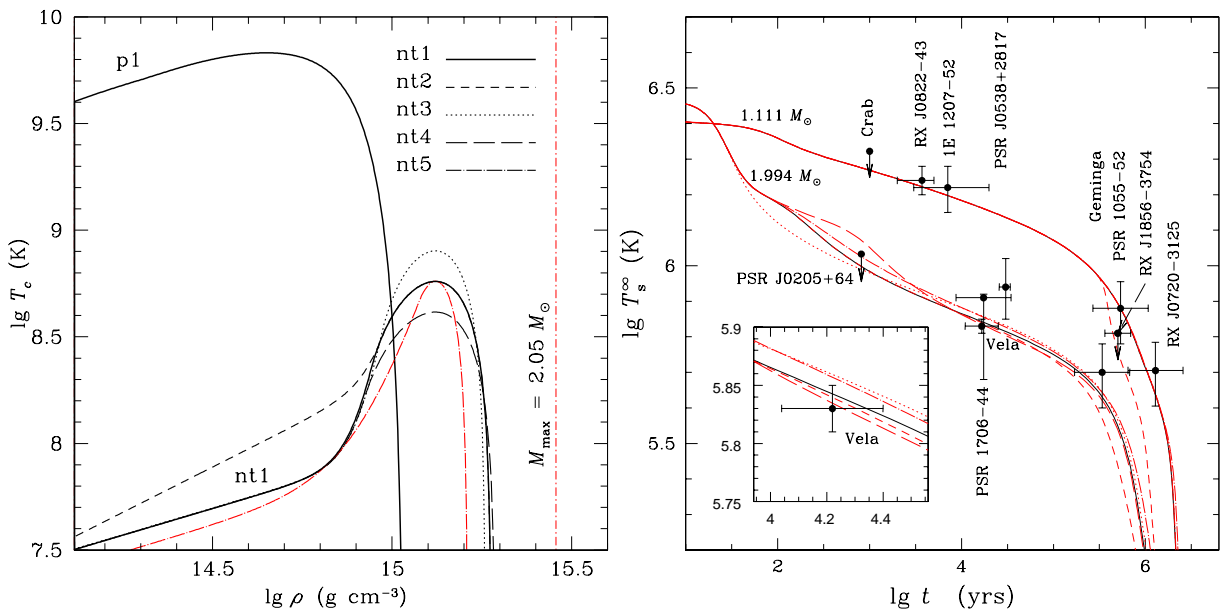 10
9.5
9
8.5
8
7.5
lg T_c (K)
14.5
15
15.5
lg ρ (g cm⁻³)
p1
nt1
nt1
nt2
nt3
nt4
nt5
M_max = 2.05 M_⊙
6.5
6
5.5
lg T_s^∞ (K)
2
4
6
lg t (yrs)
1.111 M_⊙
1.994 M_⊙
Crab
RX J0822−43
1E 1207−52
PSR J0538+2817
PSR J0205+64
Geminga
PSR 1055−52
RX J1856−3754
RX J0720−3125
Vela
PSR 1706−44
5.9
5.85
5.8
5.75
4
4.2
4.4
Vela